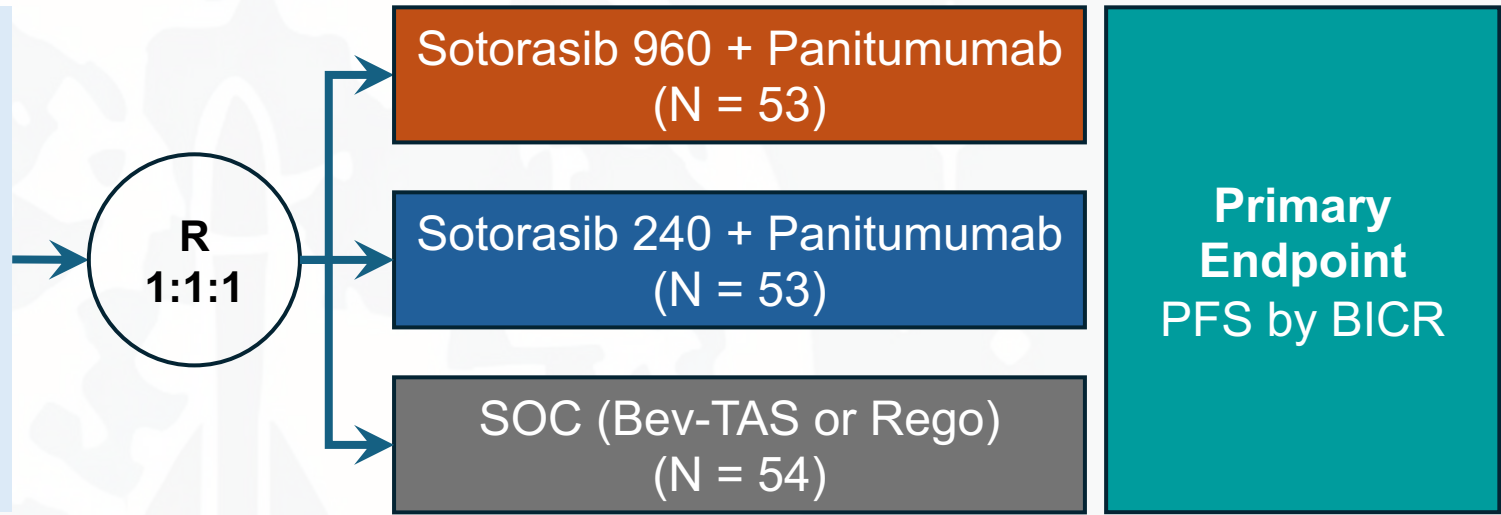 R
1:1:1
Sotorasib 960 + Panitumumab
(N = 53)
Sotorasib 240 + Panitumumab
(N = 53)
SOC (Bev-TAS or Rego)
(N = 54)
Primary
Endpoint
PFS by BICR